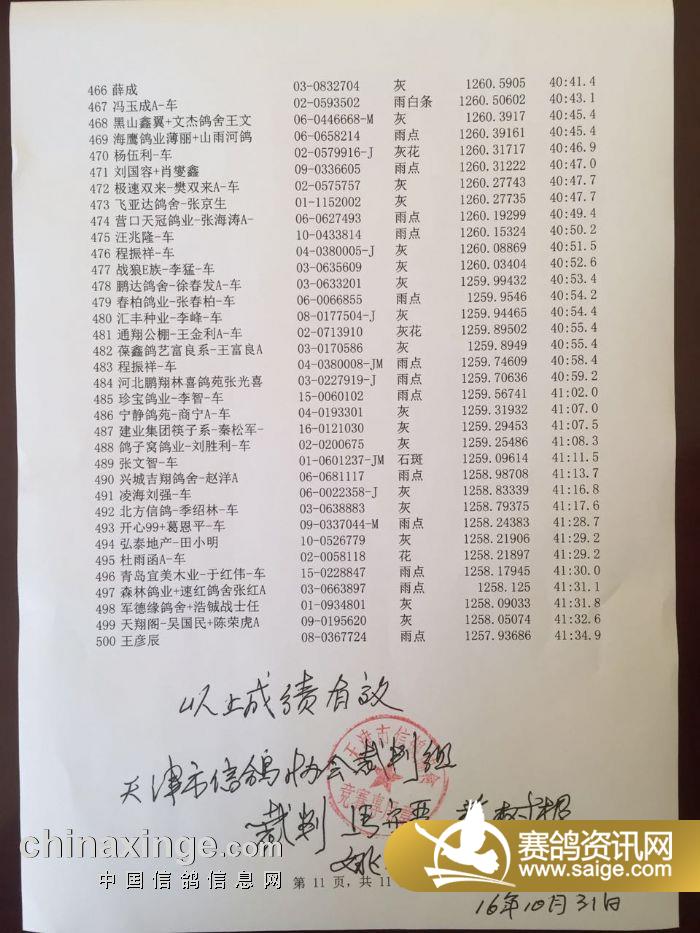 466 薛成 03-0832704 灰 1260.5905 40:41.4
467 冯玉成A-车 02-0593502 雨白条 1260.50602 40:43.1
468 黑山鑫翼+文杰鸽舍王文 06-0446668-M 灰 1260.3917 40:45.4
469 海鹰鸽业薄丽+山雨河鸽 06-0658214 雨点 1260.39161 40:45.4
470 杨伍利-车 02-0579916-J 灰花 1260.31717 40:46.9
471 刘国容+肖燮鑫 09-0336605 雨点 1260.31222 40:47.0
472 极速双来-樊双来A-车 02-0575757 灰 1260.27743 40:47.7
473 飞亚达鸽舍-张京生 01-1152002 灰 1260.27735 40:47.7
474 营口天冠鸽业-张海涛A- 06-0627493 雨点 1260.19299 40:49.4
475 汪兆隆-车 10-0433814 雨点 1260.15324 40:50.2
476 程振祥-车 04-0380005-J 灰 1260.08869 40:51.5
477 战狼E族-李猛-车 03-0635609 灰 1260.03404 40:52.6
478 鹏达鸽舍-徐春发A-车 03-0633201 灰 1259.99432 40:53.4
479 春柏鸽业-张春柏-车 06-0066855 雨点 1259.9546 40:54.2
480 汇丰种业-李峰-车 08-0177504-J 灰 1259.94465 40:54.4
481 通翔公棚-王金利A-车 02-0713910 灰花 1259.89502 40:55.4
482 葆鑫鸽艺富良系-王富良A 03-0170586 灰 1259.8949 40:55.4
483 程振祥-车 04-0380008-JM 雨点 1259.74609 40:58.4
484 河北鹏翔林喜鸽苑张光喜 03-0227919-J 雨点 1259.70636 40:59.2
485 珍宝鸽业-李智-车 15-0060102 雨点 1259.56741 41:02.0
486 宁静鸽苑-商宁A-车 04-0193301 灰 1259.31932 41:07.0
487 建业集团筷子系-秦松军- 16-0121030 灰 1259.29453 41:07.5
488 鸽子窝鸽业-刘胜利-车 02-0200675 灰 1259.25486 41:08.3
489 张文智-车 01-0601237-JM 石斑 1259.09614 41:11.5
490 兴城吉翔鸽舍-赵洋A 06-0681117 雨点 1258.98708 41:13.7
491 凌海刘强-车 06-0022358-J 灰 1258.83339 41:16.8
492 北方信鸽-季绍林-车 03-0638883 灰 1258.79375 41:17.6
493 开心99+葛恩平-车 09-0337044-M 雨点 1258.24383 41:28.7
494 弘泰地产-田小明 10-0526779 灰 1258.21906 41:29.2
495 杜雨函A-车 02-0058118 花 1258.21897 41:29.2
496 青岛宜美木业-于红伟-车 15-0228847 雨点 1258.17945 41:30.0
497 森林鸽业+速红鸽舍张红A 03-0663897 雨点 1258.125 41:31.1
498 军德缘鸽舍+浩铖战士任 01-0934801 灰 1258.09033 41:31.8
499 天翔阁-吴国民+陈荣虎A 09-0195620 灰 1258.05074 41:32.6
500 王彦辰 08-0367724 雨点 1257.93686 41:34.9
以上成绩有效
天津市信鸽协会裁判组
裁判
chinaxinge.com
中国信鸽信息网
第 11 页，共 11
赛鸽资讯网
www.saige.com
16年10月31日